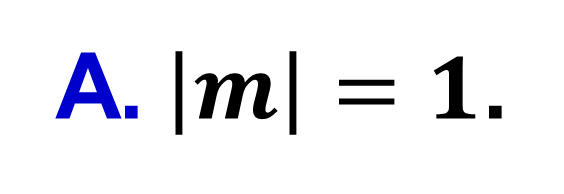 A. |m| = 1.